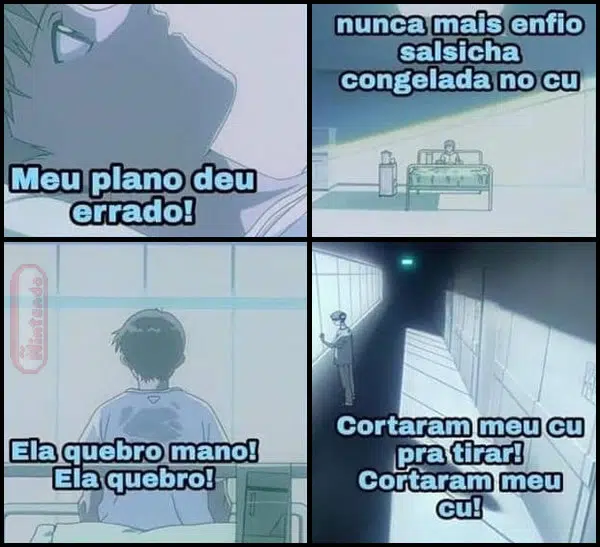 Meu plano deu
errado!
nunca mais enfio
salsicha
congelada no cu
Ela quebro mano!
Ela quebro!
Cortaram meu cu
pra tirar!
Cortaram meu
cu!